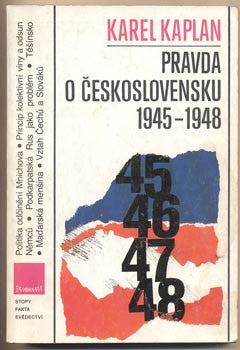 KAREL KAPLAN
PRAVDA
O ČESKOSLOVENSKU
1945–1948
45
46
47
48
Politika odčinění Mnichova • Princip kolektivní viny a odsun
Němců • Podkarpatská Rus jako problém • Těšínsko
• Maďarská menšina • Vztah Čechů a Slováků
PANORAMA
STOPY
FAKTA
SVĚDECTVÍ